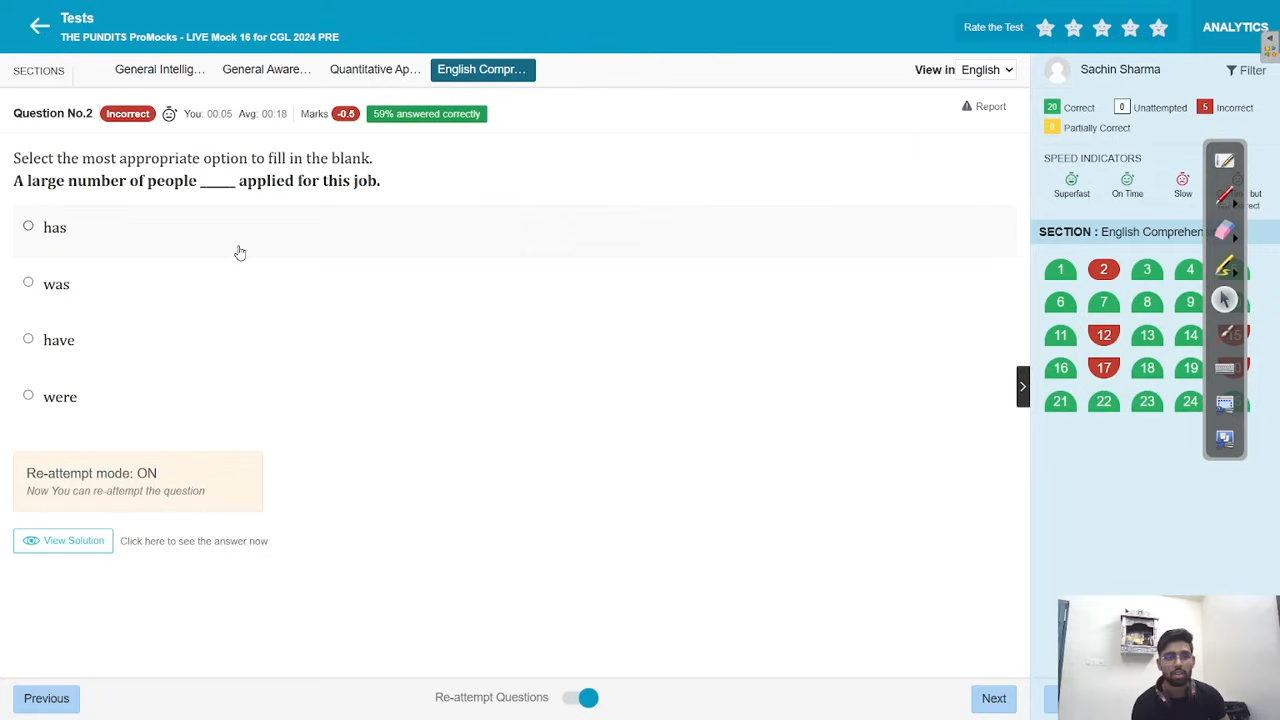 Tests
THE PUNDITS ProMocks - LIVE Mock 16 for CGL 2024 PRE
Rate the Test
ANALYTICS
SECTIONS
General Intellig...
General Aware...
Quantitative Ap...
English Compr...
View in English
Sachin Sharma
Filter
Question No.2 Incorrect You: 00:05 Avg: 00:18 Marks -0.5 59% answered correctly
Report
20 Correct 0 Unattempted 5 Incorrect
0 Partially Correct
Select the most appropriate option to fill in the blank.
A large number of people _____ applied for this job.
has
was
have
were
SPEED INDICATORS
Superfast On Time Slow
SECTION : English Comprehens
1 2 3 4
6 7 8 9
11 12 13 14 15
16 17 18 19
21 22 23 24
Re-attempt mode: ON
Now You can re-attempt the question
View Solution Click here to see the answer now
Previous
Re-attempt Questions
Next